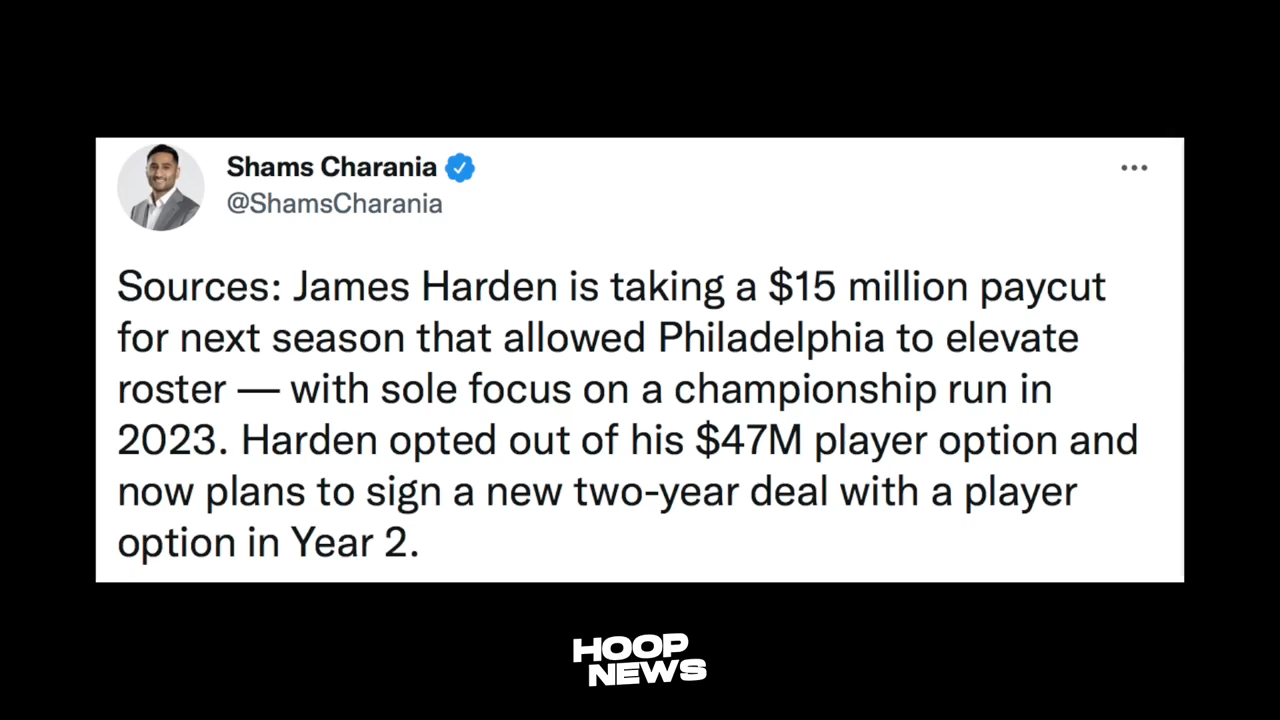 Shams Charania
@ShamsCharania
Sources: James Harden is taking a $15 million paycut
for next season that allowed Philadelphia to elevate
roster — with sole focus on a championship run in
2023. Harden opted out of his $47M player option and
now plans to sign a new two-year deal with a player
option in Year 2.
HOOP
NEWS